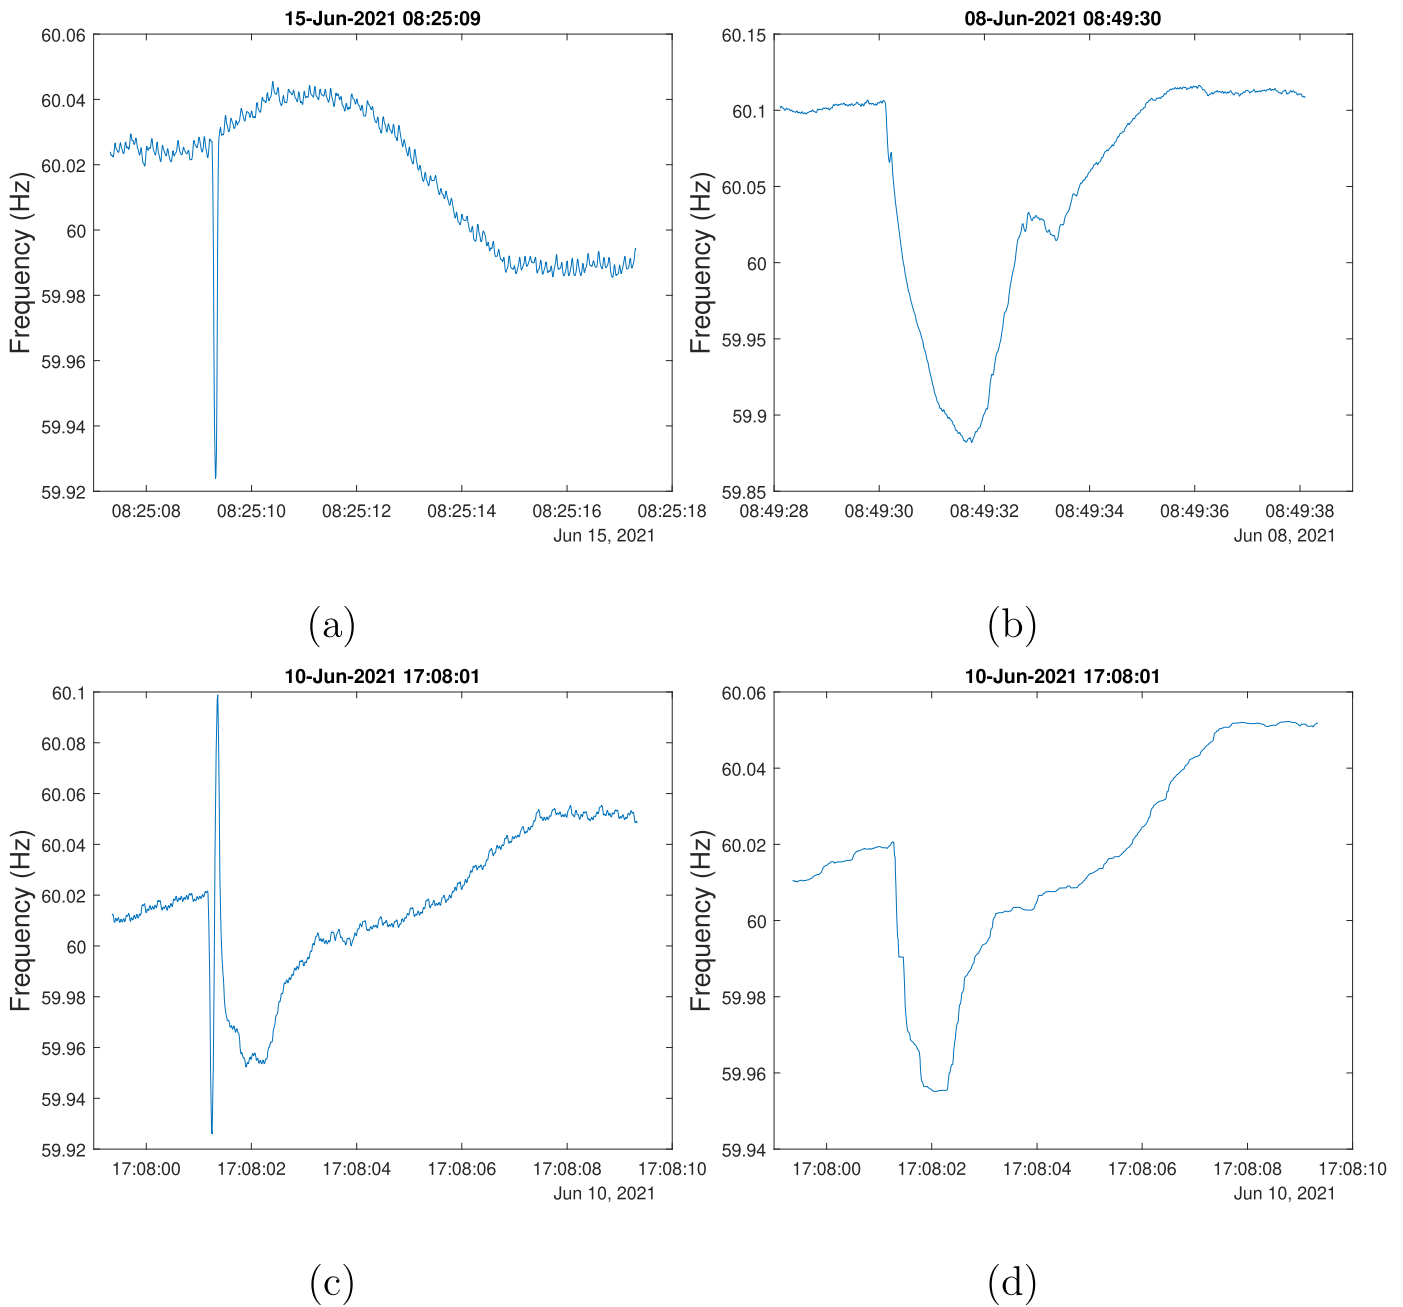 15-Jun-2021 08:25:09
60.06
60.04
60.02
60
59.98
59.96
59.94
59.92
Frequency (Hz)
08:25:08 08:25:10 08:25:12 08:25:14 08:25:16 08:25:18
Jun 15, 2021
(a)
08-Jun-2021 08:49:30
60.15
60.1
60.05
60
59.95
59.9
59.85
Frequency (Hz)
08:49:28 08:49:30 08:49:32 08:49:34 08:49:36 08:49:38
Jun 08, 2021
(b)
10-Jun-2021 17:08:01
60.1
60.08
60.06
60.04
60.02
60
59.98
59.96
59.94
59.92
Frequency (Hz)
17:08:00 17:08:02 17:08:04 17:08:06 17:08:08 17:08:10
Jun 10, 2021
(c)
10-Jun-2021 17:08:01
60.06
60.04
60.02
60
59.98
59.96
59.94
Frequency (Hz)
17:08:00 17:08:02 17:08:04 17:08:06 17:08:08 17:08:10
Jun 10, 2021
(d)